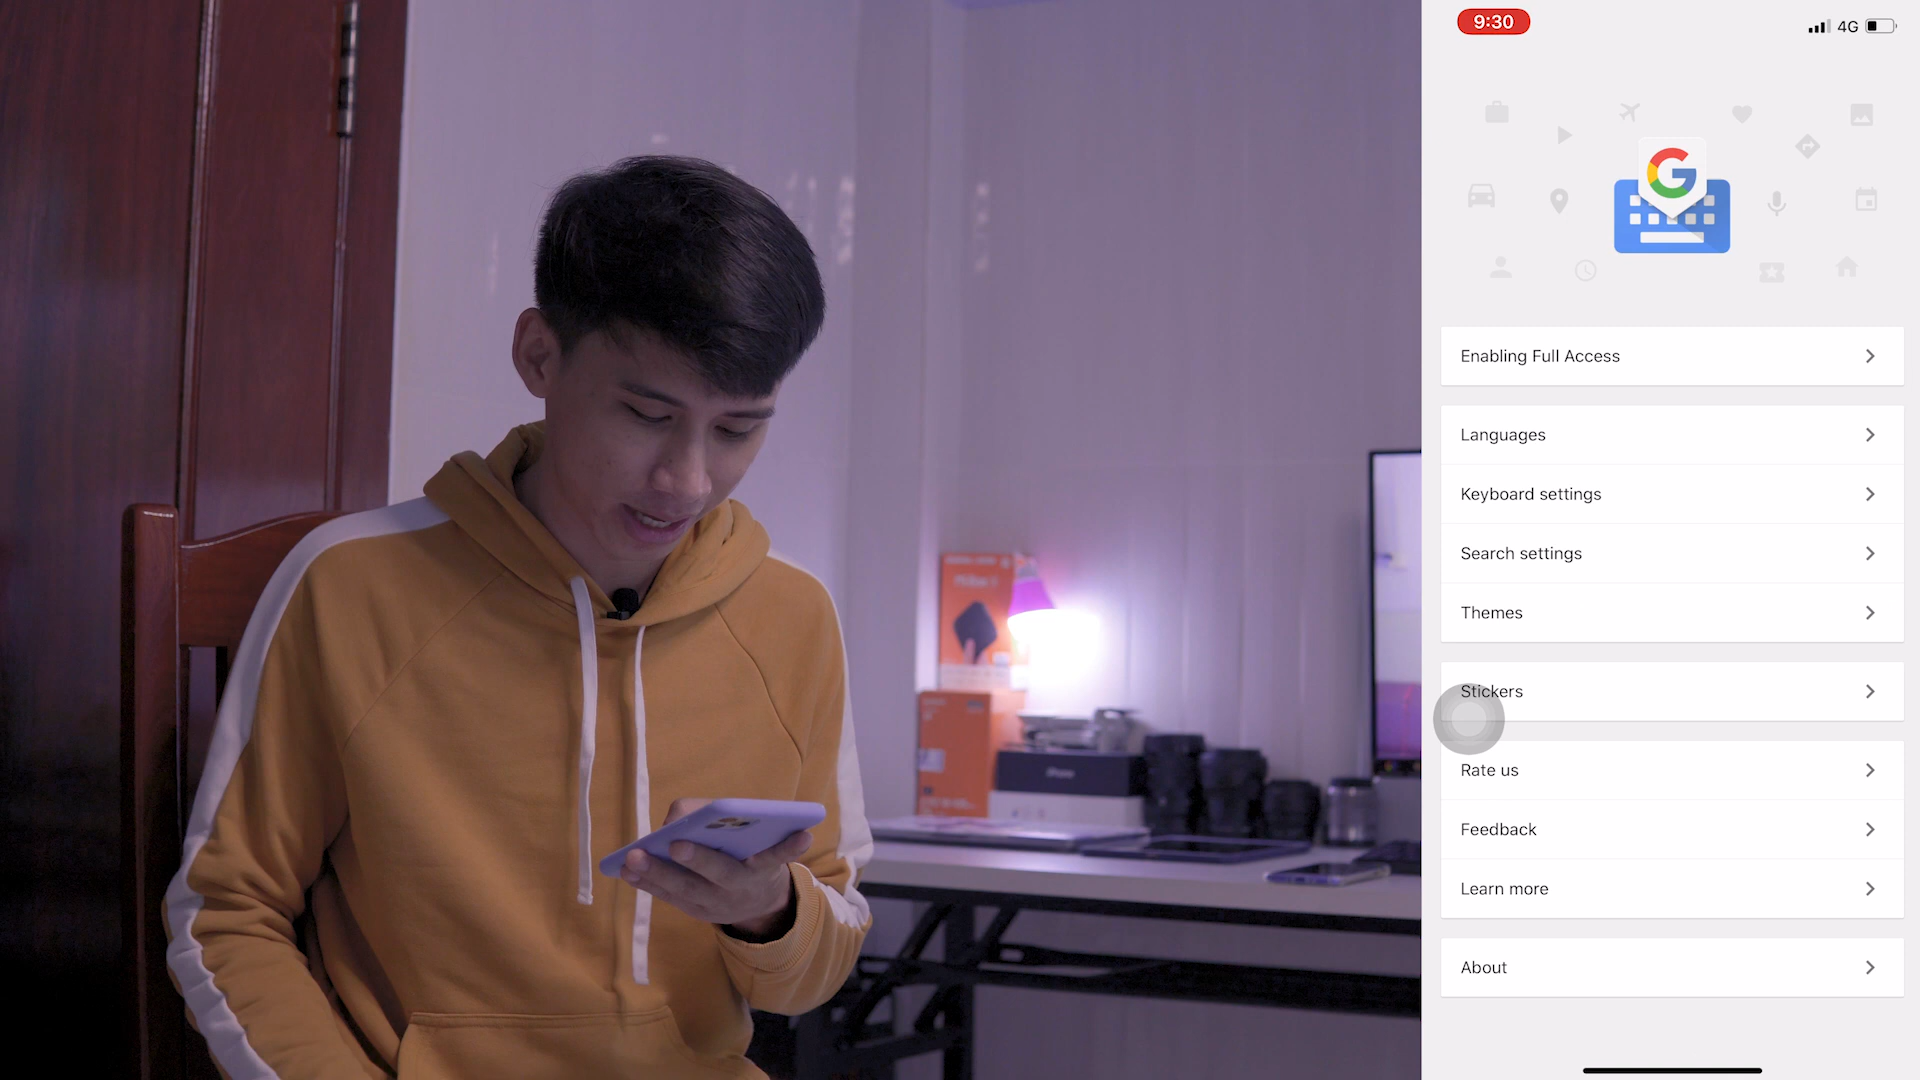 9:30
4G
G
Enabling Full Access
Languages
Keyboard settings
Search settings
Themes
Stickers
Rate us
Feedback
Learn more
About
iPhone